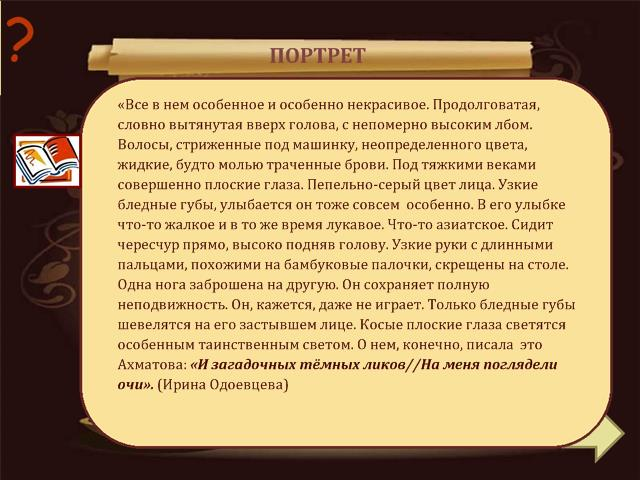 ?
ПОРТРЕТ
«Все в нем особенное и особенно некрасивое. Продолговатая,
словно вытянутая вверх голова, с непомерно высоким лбом.
Волосы, стриженные под машинку, неопределенного цвета,
жидкие, будто молью траченные брови. Под тяжкими веками
совершенно плоские глаза. Пепельно-серый цвет лица. Узкие
бледные губы, улыбается он тоже совсем особенно. В его улыбке
что-то жалкое и в то же время лукавое. Что-то азиатское. Сидит
чересчур прямо, высоко подняв голову. Узкие руки с длинными
пальцами, похожими на бамбуковые палочки, скрещены на столе.
Одна нога заброшена на другую. Он сохраняет полную
неподвижность. Он, кажется, даже не играет. Только бледные губы
шевелятся на его застывшем лице. Косые плоские глаза светятся
особенным таинственным светом. О нем, конечно, писала это
Ахматова: «И загадочных тёмных ликов//На меня поглядели
очи». (Ирина Одоевцева)